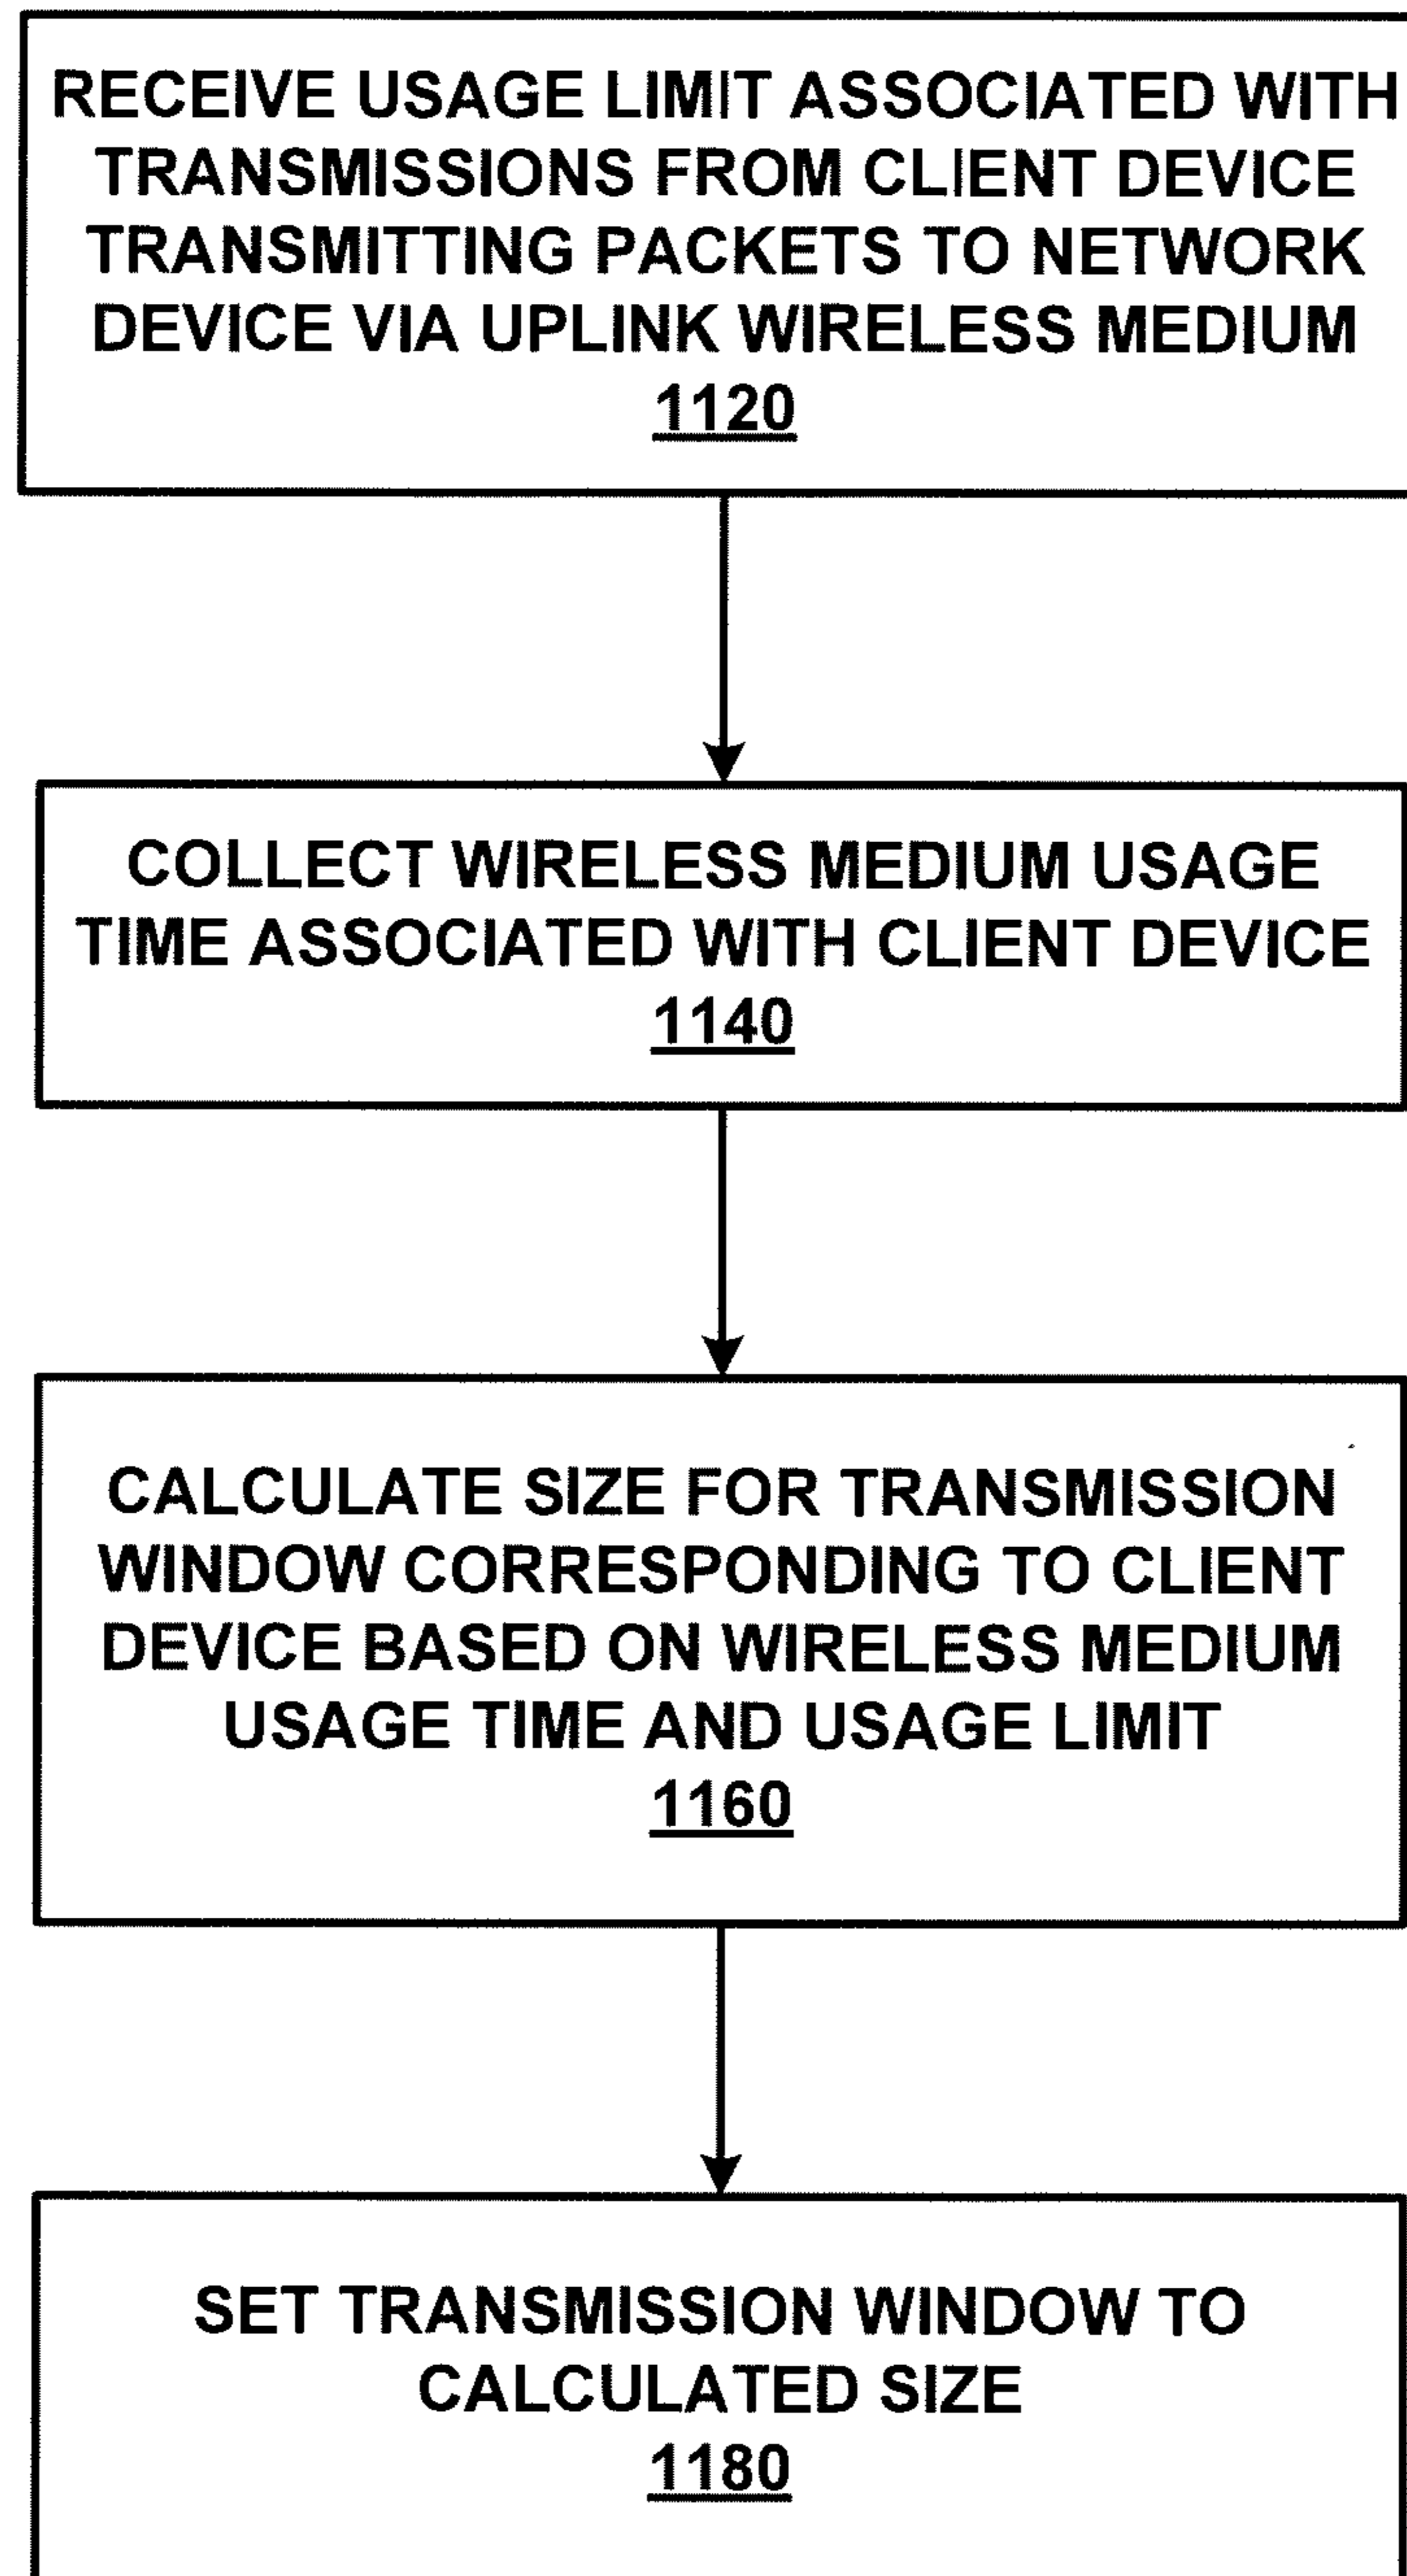 RECEIVE USAGE LIMIT ASSOCIATED WITH
TRANSMISSIONS FROM CLIENT DEVICE
TRANSMITTING PACKETS TO NETWORK
DEVICE VIA UPLINK WIRELESS MEDIUM
1120
COLLECT WIRELESS MEDIUM USAGE
TIME ASSOCIATED WITH CLIENT DEVICE
1140
CALCULATE SIZE FOR TRANSMISSION
WINDOW CORRESPONDING TO CLIENT
DEVICE BASED ON WIRELESS MEDIUM
USAGE TIME AND USAGE LIMIT
1160
SET TRANSMISSION WINDOW TO
CALCULATED SIZE
1180